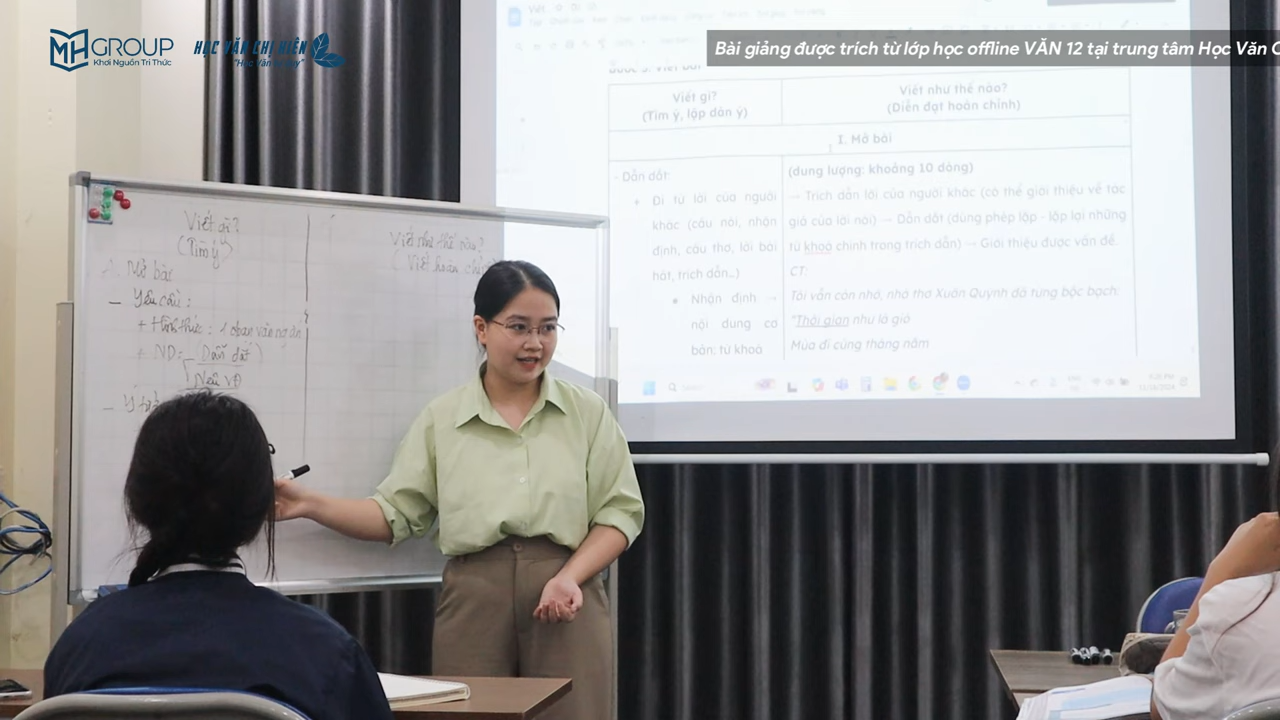 MH GROUP
Khơi Nguồn Tri Thức
HỌC VĂN CHỊ HIÊN
Bài giảng được trích từ lớp học offline VĂN 12 tại trung tâm Học Văn C
Viết
Viết gì?
(Tìm ý, lập dàn ý)
Viết như thế nào?
(Diễn đạt hoàn chỉnh)
I. Mở bài
- Dẫn dắt:
Đi từ lời của người
khác (câu nói, nhận
định, câu thơ, lời bài
hát, trích dẫn...)
Nhận định →
nội dung cơ
bản: từ khoá
(dung lượng: khoảng 10 dòng)
→ Trích dẫn lời của người khác (có thể giới thiệu về tác
giả của lời nói) → Dẫn dắt (dùng phép lặp - lặp lại những
từ khoá chính trong trích dẫn) → Giới thiệu được vấn đề.
CT:
Tôi vẫn còn nhớ, nhà thơ Xuân Quỳnh đã từng bộc bạch:
"Thời gian như là gió
Mùa đi cùng tháng năm
Viết gì?
(Tìm ý)
A. Mở bài
- Yêu cầu:
+ Hình thức: 1 đoạn văn ngắn
+ ND: Dẫn dắt
Nêu VĐ
Viết như thế nào?
Viết hoàn